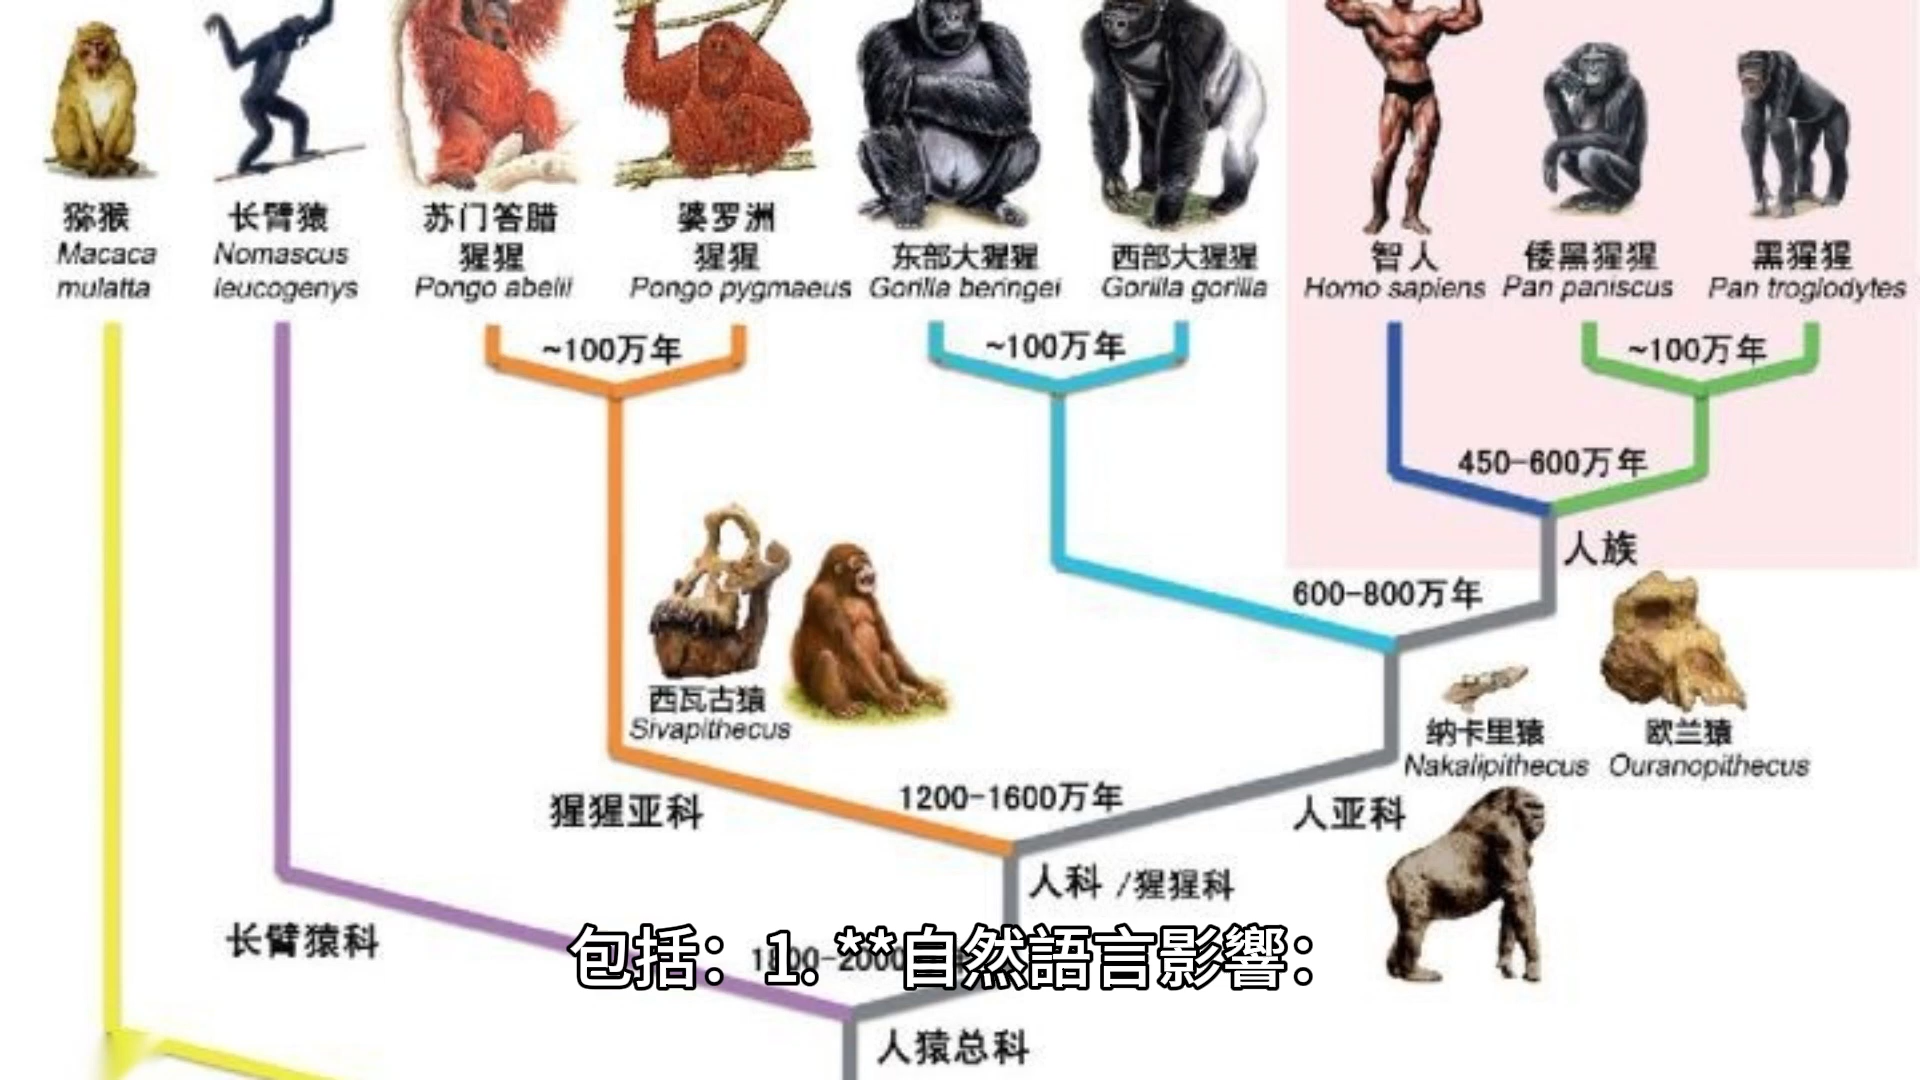 猕猴
Macaca
mulatta
长臂猿
Nomascus
leucogenys
苏门答腊
猩猩
Pongo abelii
婆罗洲
猩猩
Pongo pygmaeus
东部大猩猩
Gorilla beringei
西部大猩猩
Gorilla gorilla
智人
Homo sapiens
倭黑猩猩
Pan paniscus
黑猩猩
Pan troglodytes
~100万年
~100万年
~100万年
450-600万年
人族
600-800万年
西瓦古猿
Sivapithecus
纳卡里猿
Nakalipithecus
欧兰猿
Ouranopithecus
猩猩亚科
1200-1600万年
人亚科
人科 /猩猩科
长臂猿科
包括：1. **自然語言影響：
人猿总科